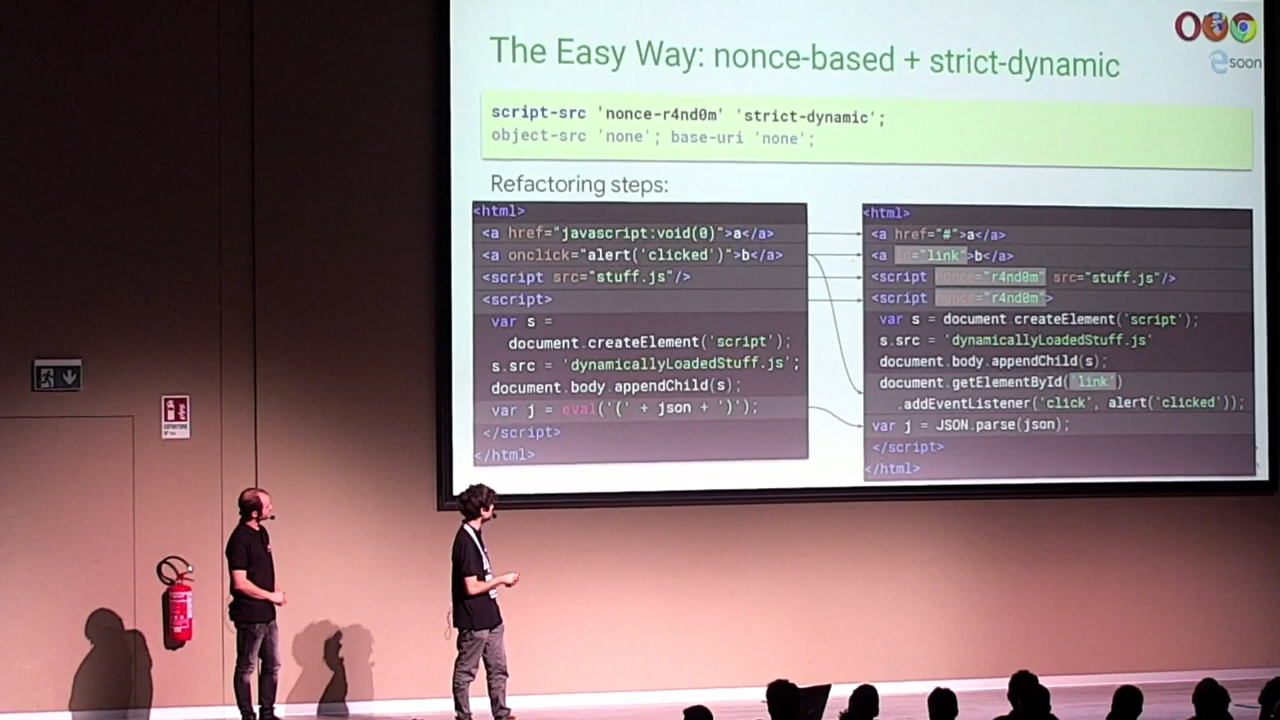 The Easy Way: nonce-based + strict-dynamic
soon
script-src 'nonce-r4nd0m' 'strict-dynamic';
object-src 'none'; base-uri 'none';
Refactoring steps:
<html>
<a href="javascript:void(0)">a</a>
<a onclick="alert('clicked')">b</a>
<script src="stuff.js"/>
<script>
var s =
document.createElement('script');
s.src = 'dynamicallyLoadedStuff.js';
document.body.appendChild(s);
var j = eval('(' + json + ')');
</script>
</html>
<html>
<a href="#">a</a>
<a id="link">b</a>
<script nonce="r4nd0m" src="stuff.js"/>
<script nonce="r4nd0m">
var s = document.createElement('script');
s.src = 'dynamicallyLoadedStuff.js'
document.body.appendChild(s);
document.getElementById('link')
.addEventListener('click', alert('clicked'));
var j = JSON.parse(json);
</script>
</html>